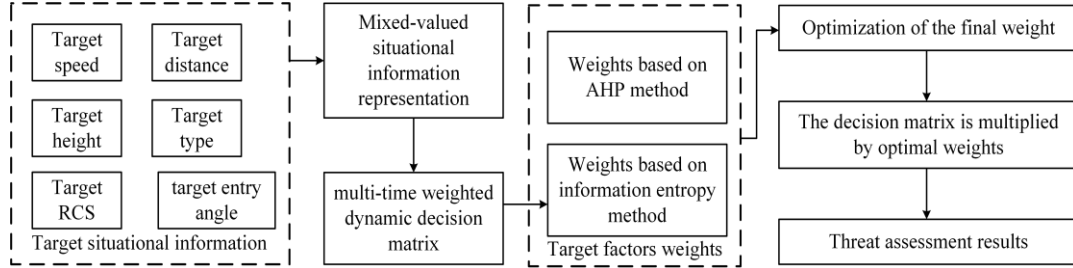 Target
speed
Target
distance
Target
height
Target
type
Target
RCS
target entry
angle
Target situational information
Mixed-valued
situational
information
representation
multi-time weighted
dynamic decision
matrix
Weights based on
AHP method
Weights based on
information entropy
method
Target factors weights
Optimization of the final weight
The decision matrix is multiplied
by optimal weights
Threat assessment results